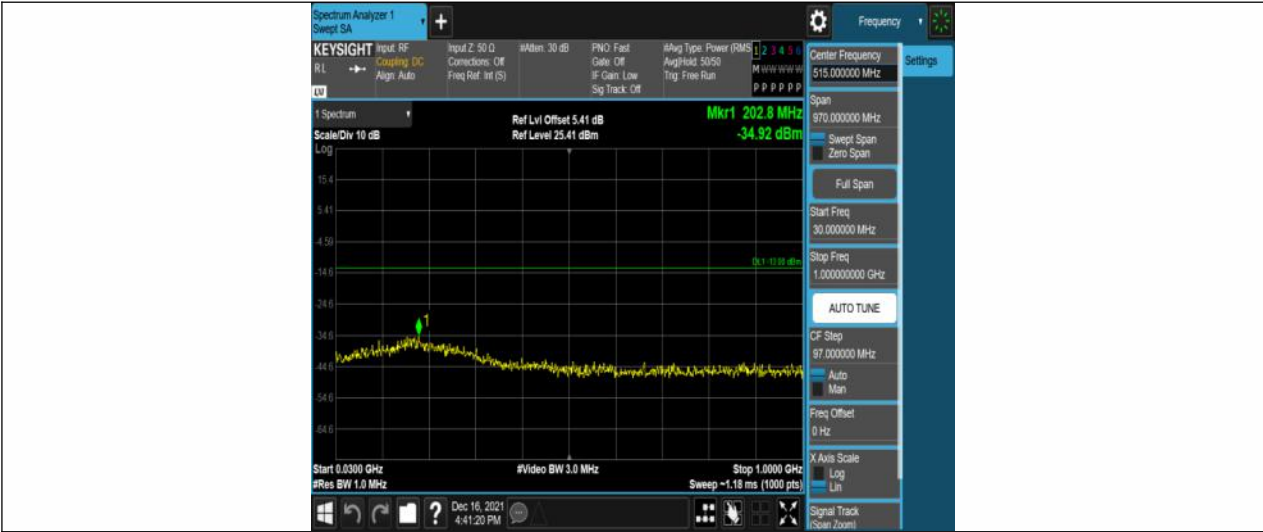 Spectrum Analyzer 1
Swept SA
+
Frequency
KEYSIGHT
RL
LV
Input: RF
Coupling: DC
Align: Auto
Input Z: 50 Ω
Corrections: Off
Freq Ref: Int (S)
#Atten: 30 dB
PNO: Fast
Gate: Off
IF Gain: Low
Sig Track: Off
#Avg Type: Power (RMS
Avg|Hold: 50/50
Trig: Free Run
1 2 3 4 5 6
M W W W W W
P P P P P P
1 Spectrum
Scale/Div 10 dB
Ref Lvl Offset 5.41 dB
Ref Level 25.41 dBm
Mkr1 202.8 MHz
-34.92 dBm
Log
15.4
5.41
-4.59
-14.6
-24.6
-34.6
-44.6
-54.6
-64.6
DL1 -13.00 dBm
1
Start 0.0300 GHz
#Res BW 1.0 MHz
#Video BW 3.0 MHz
Stop 1.0000 GHz
Sweep ~1.18 ms (1000 pts)
?
Dec 16, 2021
4:41:20 PM
Center Frequency
515.000000 MHz
Settings
Span
970.000000 MHz
Swept Span
Zero Span
Full Span
Start Freq
30.000000 MHz
Stop Freq
1.000000000 GHz
AUTO TUNE
CF Step
97.000000 MHz
Auto
Man
Freq Offset
0 Hz
X Axis Scale
Log
Lin
Signal Track
(Span Zoom)